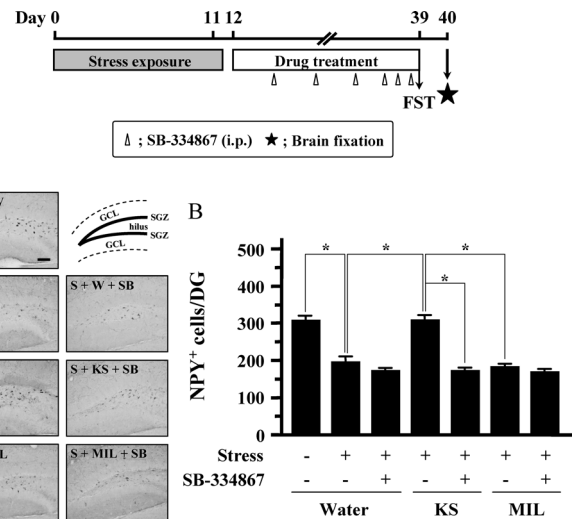 Day 0 11 12 39 40
Stress exposure Drug treatment
FST
; SB-334867 (i.p.) ★ ; Brain fixation
GCL SGZ
hilus SGZ
GCL
B
S + W + SB
S + KS + SB
S + MIL + SB
NPY+ cells/DG
500
400
300
200
100
0
* * * *
Stress - + + + + + +
SB-334867 - - + - + - +
Water KS MIL